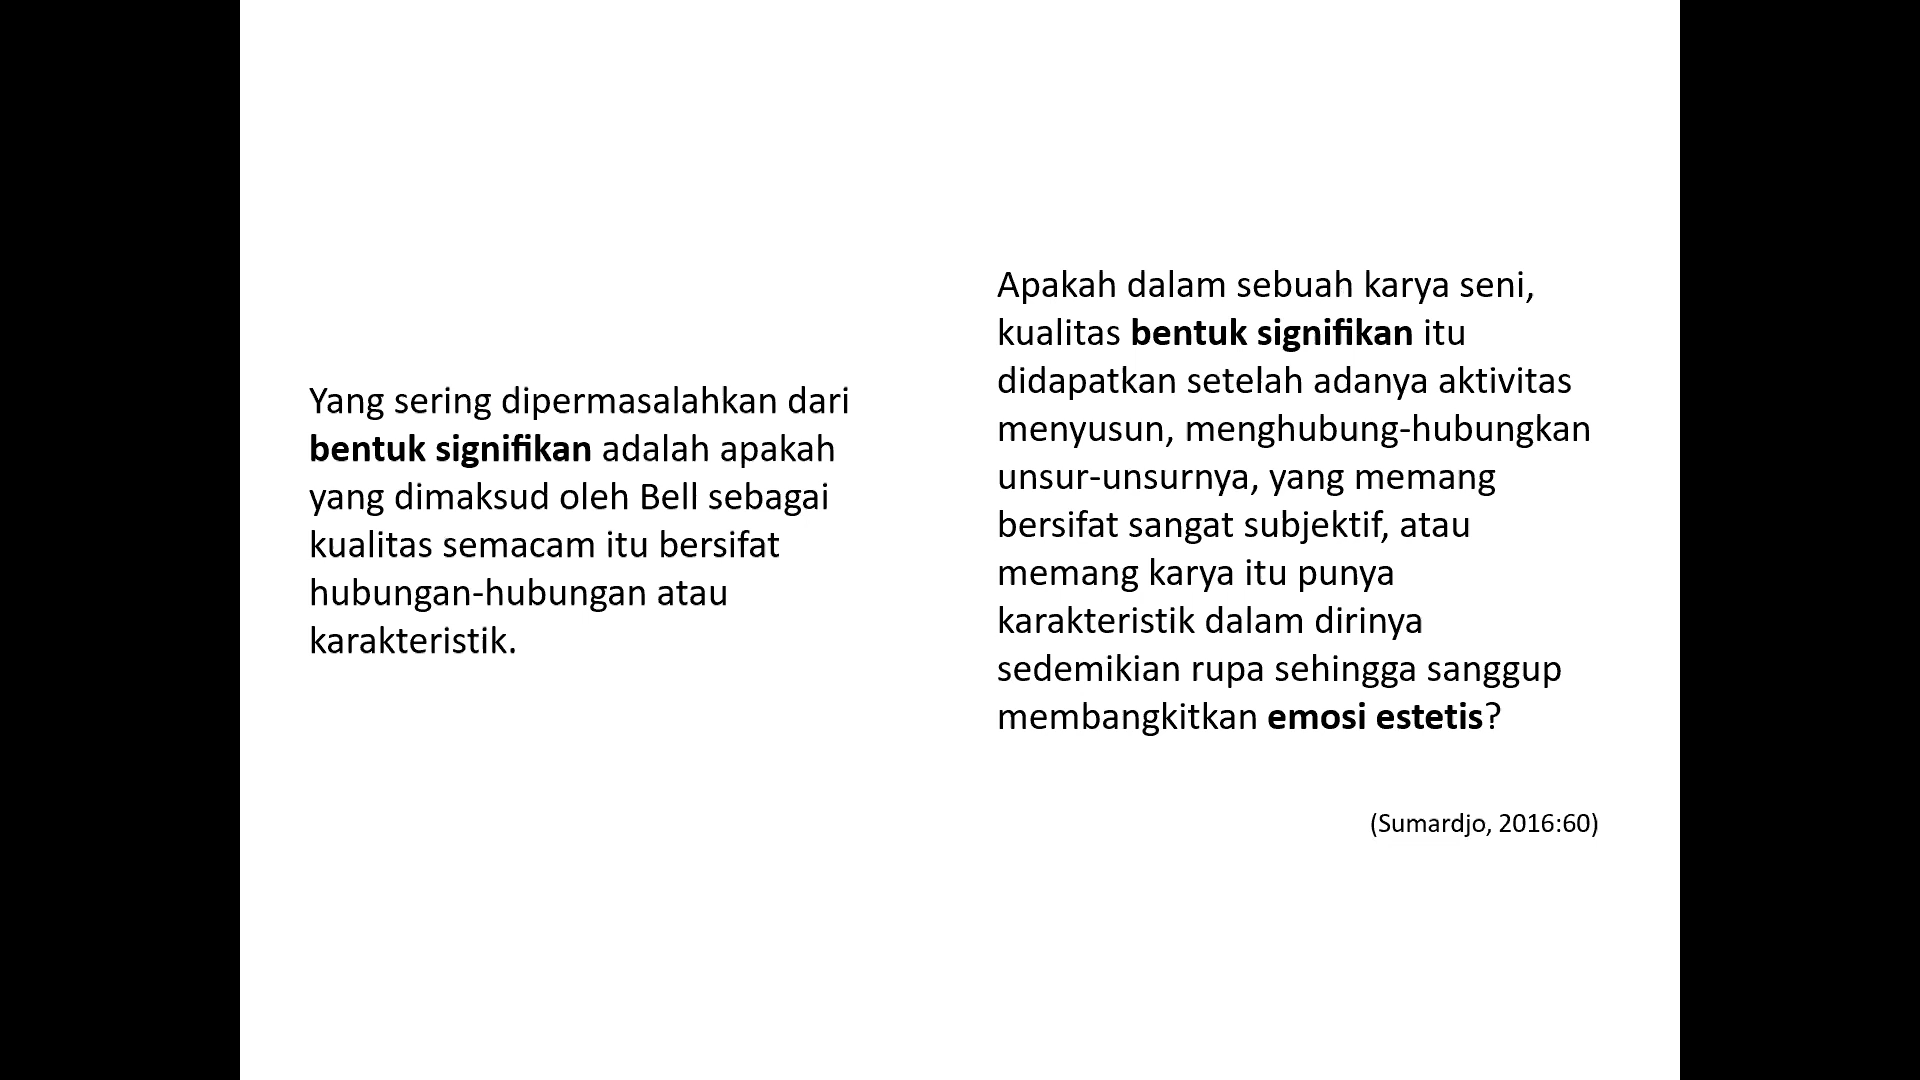 Yang sering dipermasalahkan dari
bentuk signifikan adalah apakah
yang dimaksud oleh Bell sebagai
kualitas semacam itu bersifat
hubungan-hubungan atau
karakteristik.
Apakah dalam sebuah karya seni,
kualitas bentuk signifikan itu
didapatkan setelah adanya aktivitas
menyusun, menghubung-hubungkan
unsur-unsurnya, yang memang
bersifat sangat subjektif, atau
memang karya itu punya
karakteristik dalam dirinya
sedemikian rupa sehingga sanggup
membangkitkan emosi estetis?
(Sumardjo, 2016:60)